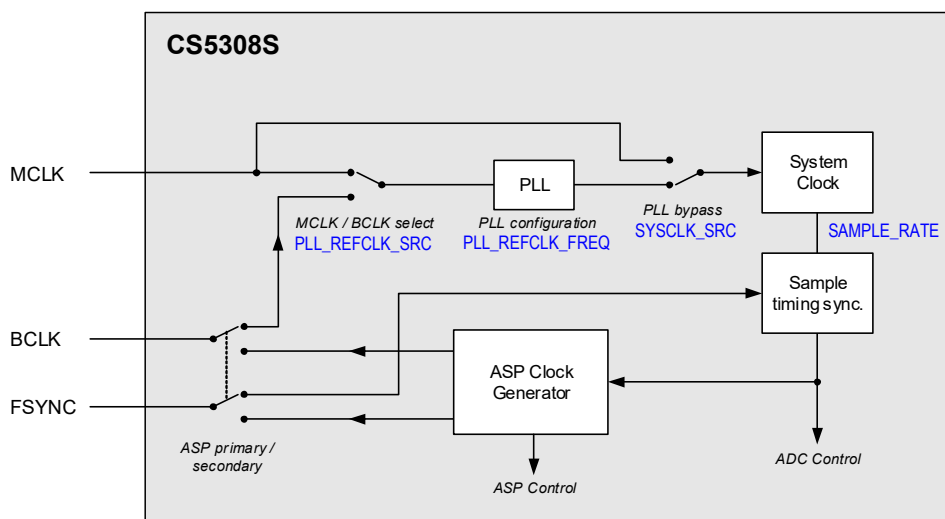 CS5308S
MCLK
PLL
System
Clock
MCLK / BCLK select
PLL_REFCLK_SRC
PLL configuration
PLL_REFCLK_FREQ
PLL bypass
SYSCLK_SRC
SAMPLE_RATE
Sample
timing sync.
BCLK
ASP Clock
Generator
FSYNC
ASP primary /
secondary
ASP Control
ADC Control